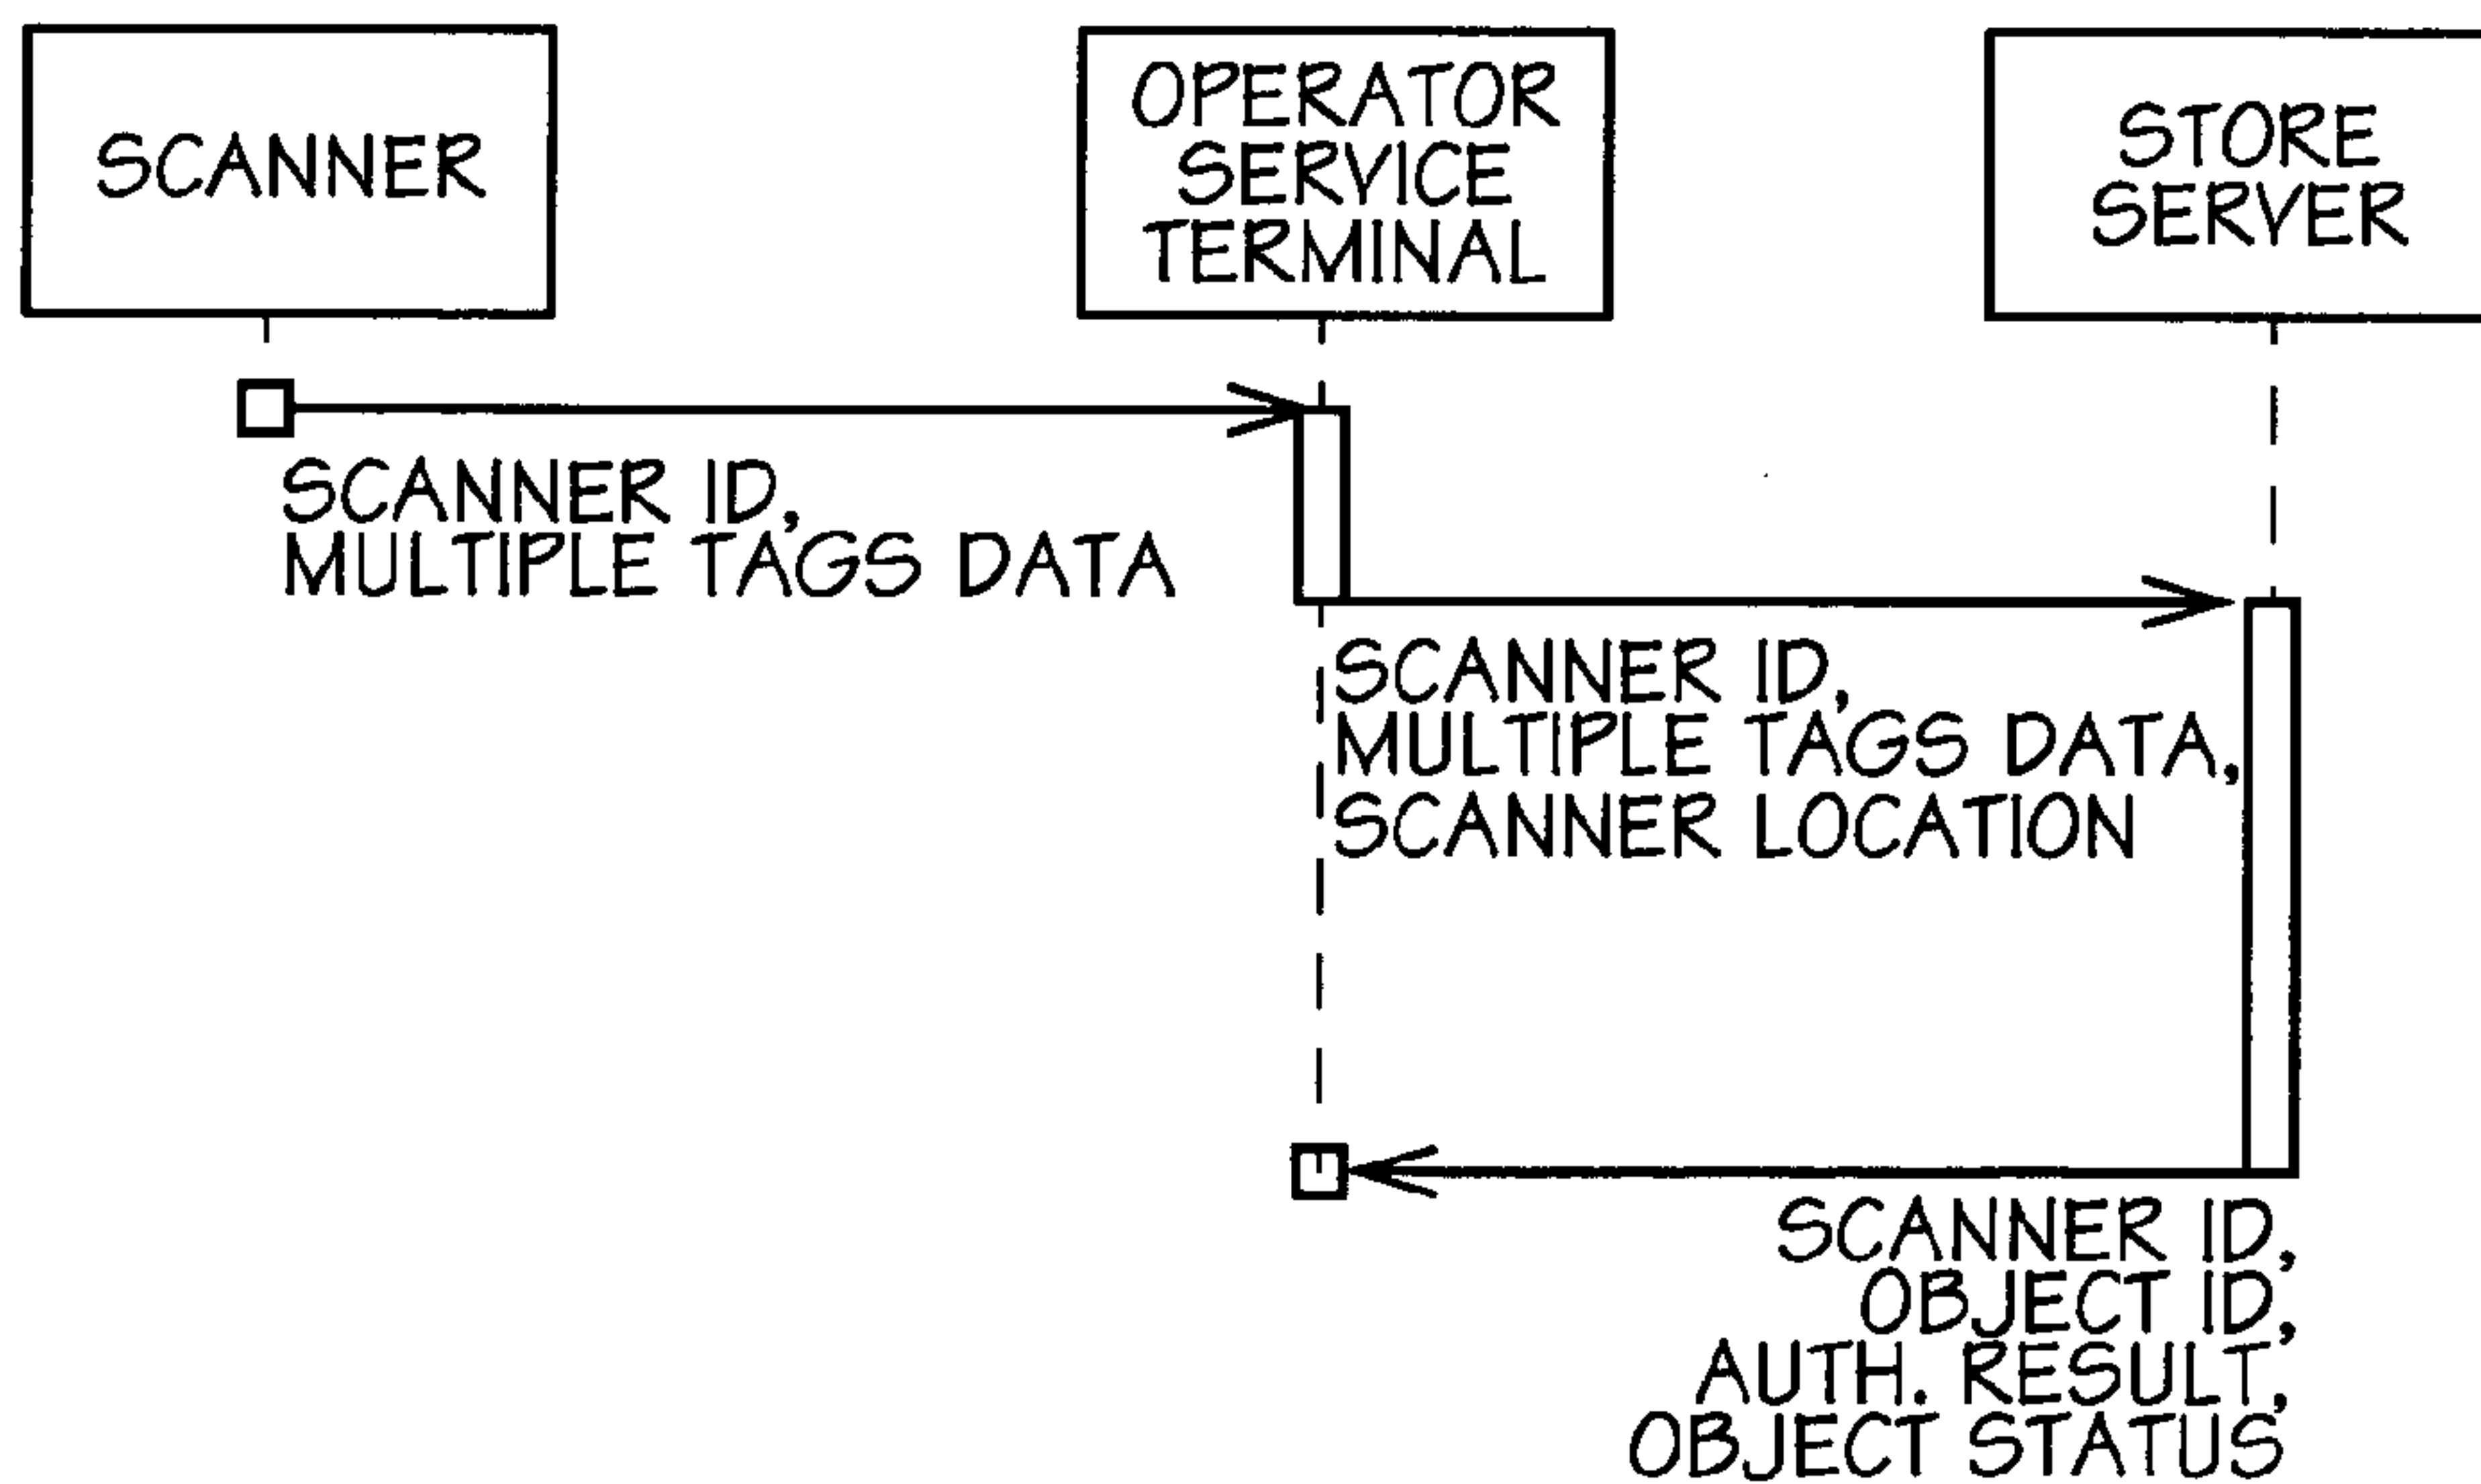 SCANNER
OPERATOR
SERVICE
TERMINAL
STORE
SERVER
SCANNER ID,
MULTIPLE TAGS DATA
SCANNER ID,
MULTIPLE TAGS DATA,
SCANNER LOCATION
SCANNER ID,
OBJECT ID,
AUTH. RESULT,
OBJECT STATUS